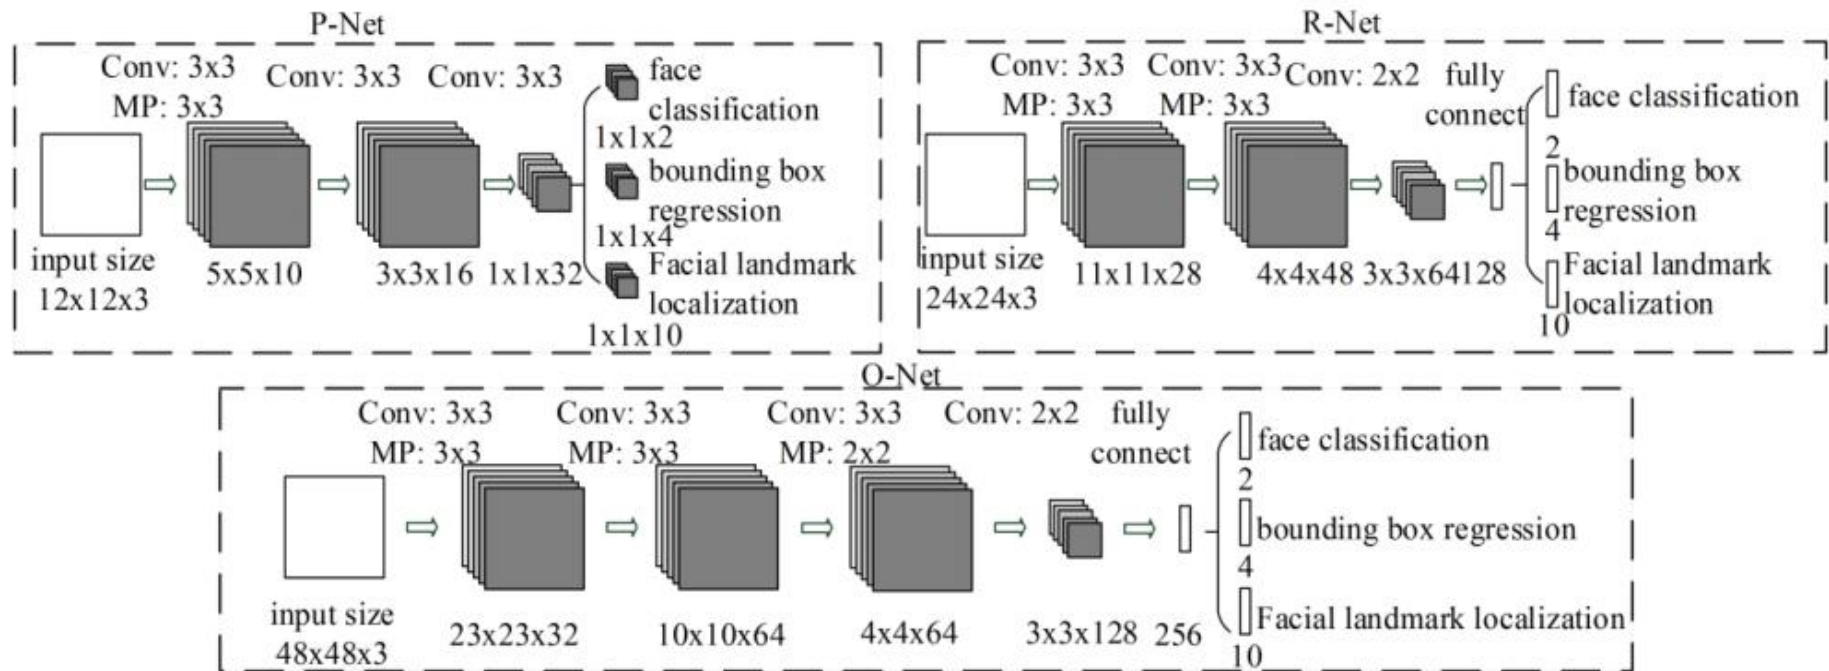 P-Net
Conv: 3x3
MP: 3x3
Conv: 3x3
Conv: 3x3
face
classification
1x1x2
bounding box
regression
1x1x4
Facial landmark
localization
1x1x10
input size
12x12x3
5x5x10
3x3x16
1x1x32
R-Net
Conv: 3x3
MP: 3x3
Conv: 3x3
MP: 3x3
Conv: 2x2
fully
connect
face classification
2
bounding box
regression
4
Facial landmark
localization
10
input size
24x24x3
11x11x28
4x4x48
3x3x64
128
O-Net
Conv: 3x3
MP: 3x3
Conv: 3x3
MP: 3x3
Conv: 3x3
MP: 2x2
Conv: 2x2
fully
connect
face classification
2
bounding box regression
4
Facial landmark localization
10
input size
48x48x3
23x23x32
10x10x64
4x4x64
3x3x128
256